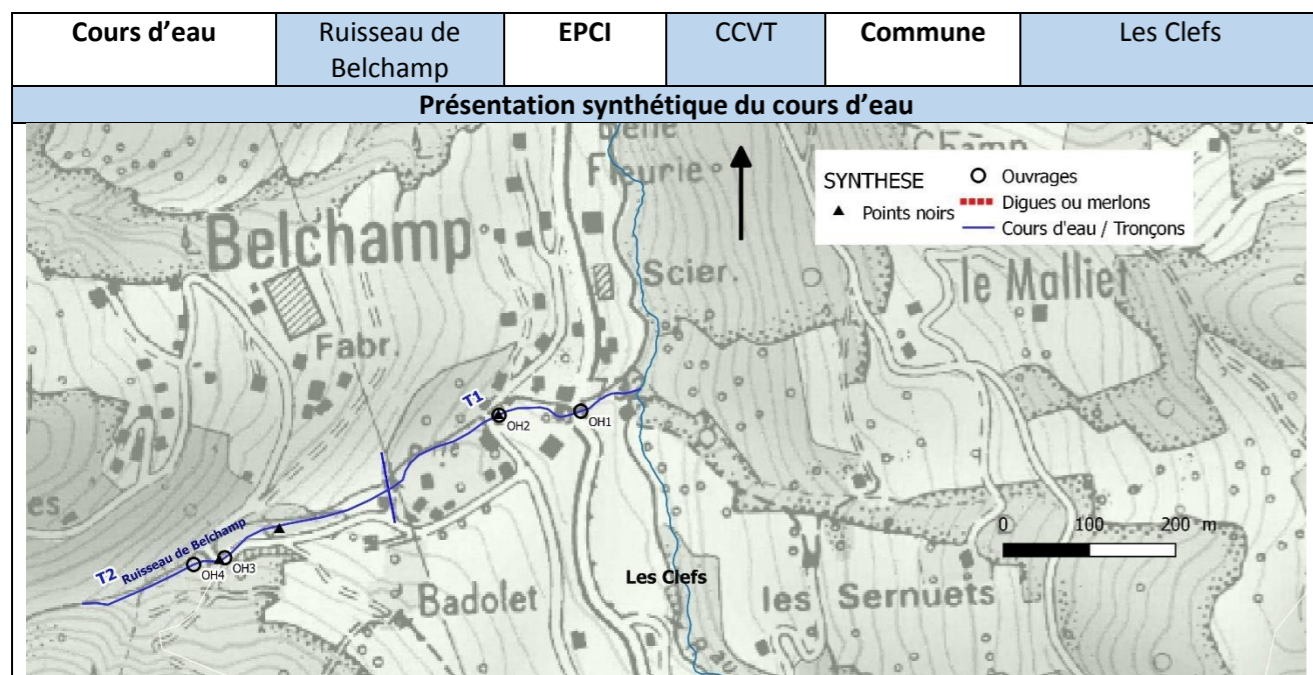 Cours d'eau
Ruisseau de
Belchamp
EPCI
CCVT
Commune
Les Clefs
Présentation synthétique du cours d'eau
Fleurie
SYNTHESE
Ouvrages
Points noirs
Digues ou merlons
Cours d'eau / Tronçons
Belchamp
Scier.
le Malliet
Fabr.
T1
OH2
OH1
0 100 200 m
T2
Ruisseau de Belchamp
OH4
OH3
Badolet
Les Clefs
les Sernuets